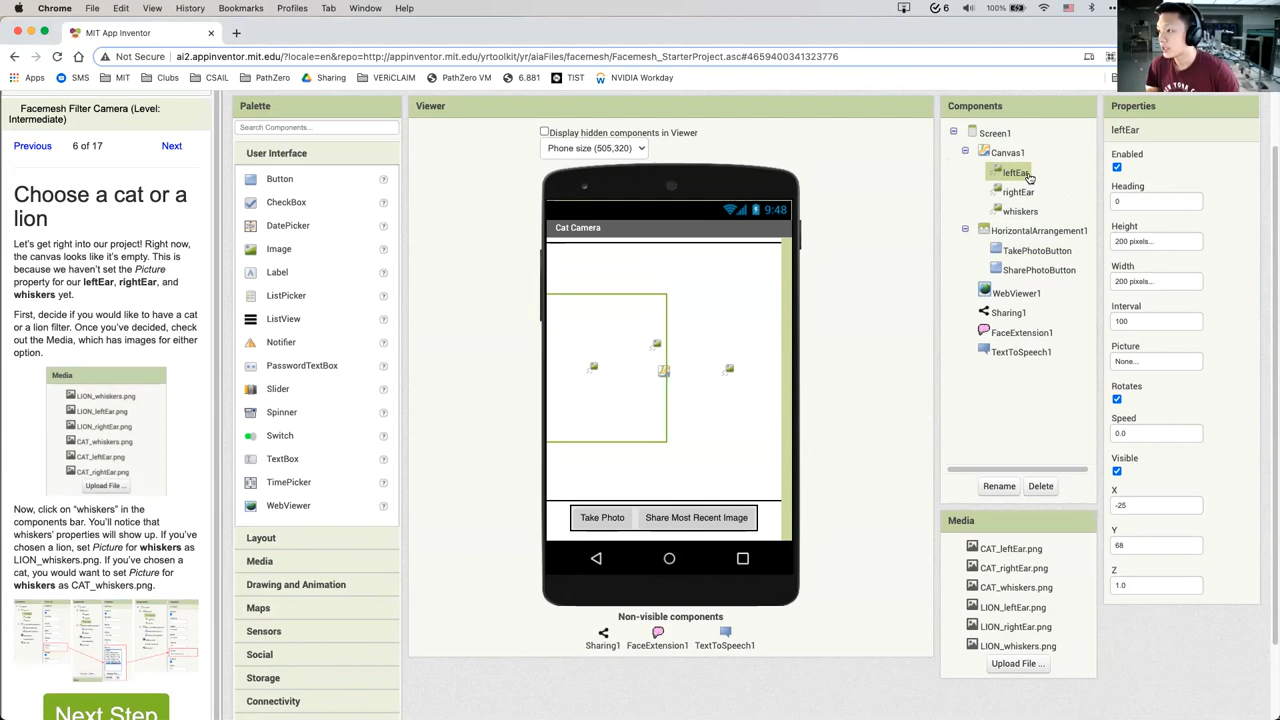 Chrome File Edit View History Bookmarks Profiles Tab Window Help
6
100%
MIT App Inventor
Not Secure ai2.appinventor.mit.edu/?locale=en&repo=http://appinventor.mit.edu/yrtoolkit/yr/aiaFiles/facemesh/Facemesh_StarterProject.asc#4659400341323776
Apps SMS MIT Clubs CSAIL PathZero Sharing VERiCLAIM PathZero VM 6.881 TIST NVIDIA Workday
Facemesh Filter Camera (Level:
Intermediate)
Previous 6 of 17 Next
Choose a cat or a
lion
Let's get right into our project! Right now,
the canvas looks like it's empty. This is
because we haven't set the Picture
property for our leftEar, rightEar, and
whiskers yet.
First, decide if you would like to have a cat
or a lion filter. Once you've decided, check
out the Media, which has images for either
option.
Media
LION_whiskers.png
LION_leftEar.png
LION_rightEar.png
CAT_whiskers.png
CAT_leftEar.png
CAT_rightEar.png
Upload File ...
Now, click on "whiskers" in the
components bar. You'll notice that
whiskers' properties will show up. If you've
chosen a lion, set Picture for whiskers as
LION_whiskers.png. If you've chosen a
cat, you would want to set Picture for
whiskers as CAT_whiskers.png.
Next Step
Palette
Search Components...
User Interface
Button
CheckBox
DatePicker
Image
Label
ListPicker
ListView
Notifier
PasswordTextBox
Slider
Spinner
Switch
TextBox
TimePicker
WebViewer
Layout
Media
Drawing and Animation
Maps
Sensors
Social
Storage
Connectivity
Viewer
Display hidden components in Viewer
Phone size (505,320)
9:48
Cat Camera
Take Photo Share Most Recent Image
Non-visible components
Sharing1 FaceExtension1 TextToSpeech1
Components
Screen1
Canvas1
leftEar
rightEar
whiskers
HorizontalArrangement1
TakePhotoButton
SharePhotoButton
WebViewer1
Sharing1
FaceExtension1
TextToSpeech1
Rename Delete
Media
CAT_leftEar.png
CAT_rightEar.png
CAT_whiskers.png
LION_leftEar.png
LION_rightEar.png
LION_whiskers.png
Upload File ...
Properties
leftEar
Enabled
Heading
0
Height
200 pixels...
Width
200 pixels...
Interval
100
Picture
None...
Rotates
Speed
0.0
Visible
X
-25
Y
68
Z
1.0